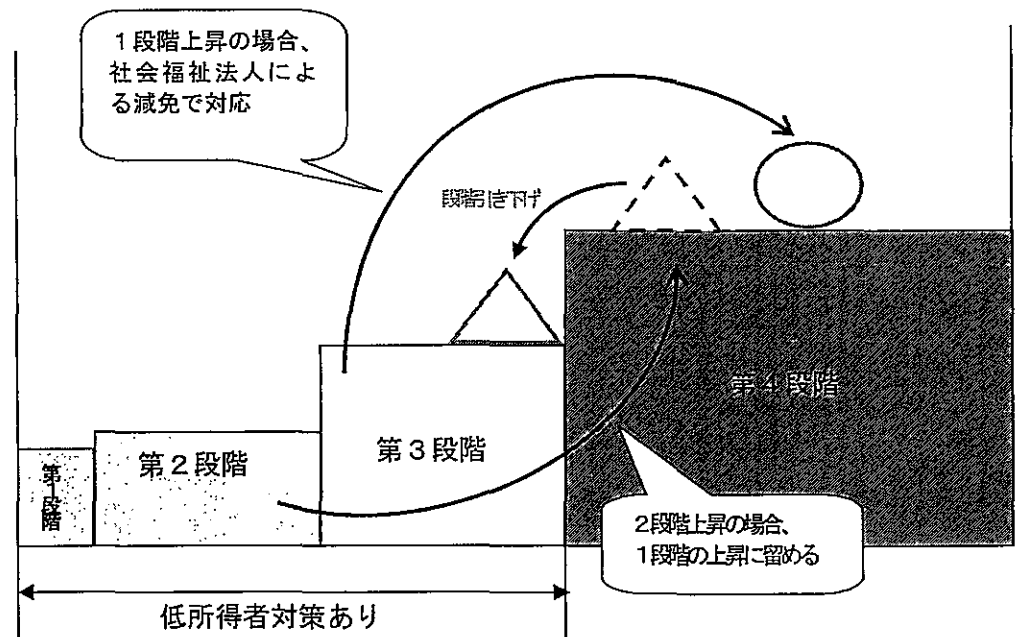 1段階上昇の場合、
社会福祉法人によ
る減免で対応
段階引き下げ
第4段階
第3段階
第2段階
第1段階
2段階上昇の場合、
1段階の上昇に留める
低所得者対策あり